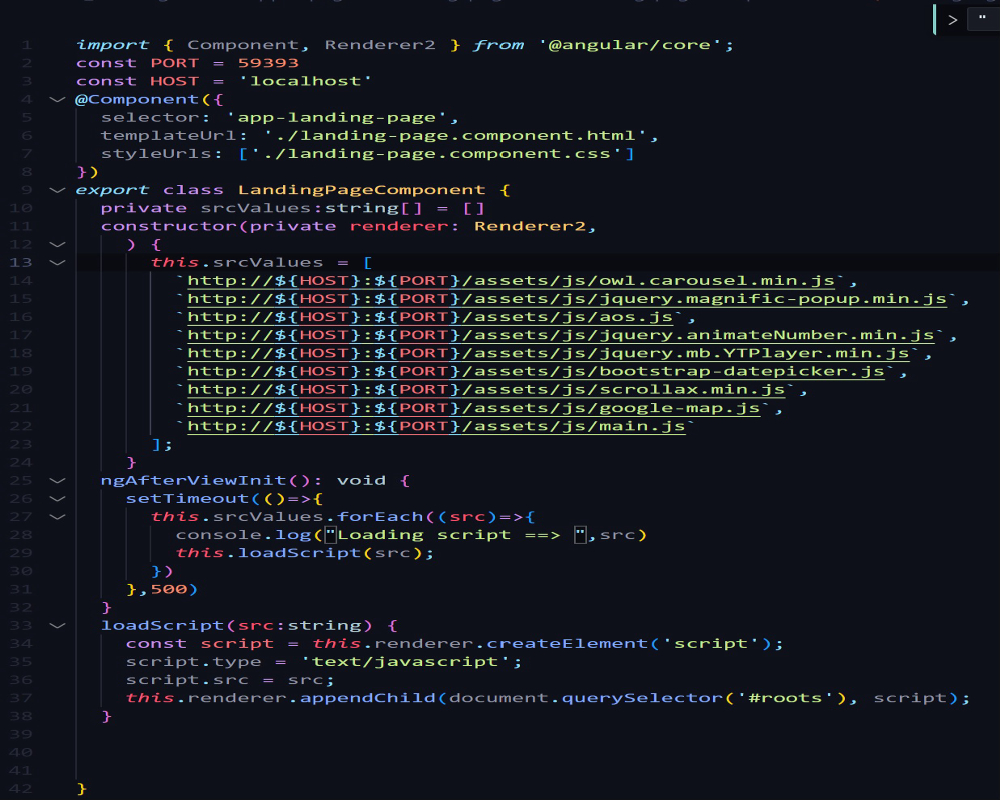 > "
1 import { Component, Renderer2 } from '@angular/core';
2 const PORT = 59393
3 const HOST = 'localhost'
4 @Component({
5 selector: 'app-landing-page',
6 templateUrl: './landing-page.component.html',
7 styleUrls: ['./landing-page.component.css']
8 })
9 export class LandingPageComponent {
10 private srcValues:string[] = []
11 constructor(private renderer: Renderer2,
12 ) {
13 this.srcValues = [
14 `http://${HOST}:${PORT}/assets/js/owl.carousel.min.js`,
15 `http://${HOST}:${PORT}/assets/js/jquery.magnific-popup.min.js`,
16 `http://${HOST}:${PORT}/assets/js/aos.js`,
17 `http://${HOST}:${PORT}/assets/js/jquery.animateNumber.min.js`,
18 `http://${HOST}:${PORT}/assets/js/jquery.mb.YTPlayer.min.js`,
19 `http://${HOST}:${PORT}/assets/js/bootstrap-datepicker.js`,
20 `http://${HOST}:${PORT}/assets/js/scrollax.min.js`,
21 `http://${HOST}:${PORT}/assets/js/google-map.js`,
22 `http://${HOST}:${PORT}/assets/js/main.js`
23 ];
24 }
25 ngAfterViewInit(): void {
26 setTimeout(()=>{
27 this.srcValues.forEach((src)=>{
28 console.log("Loading script ==> ",src)
29 this.loadScript(src);
30 })
31 },500)
32 }
33 loadScript(src:string) {
34 const script = this.renderer.createElement('script');
35 script.type = 'text/javascript';
36 script.src = src;
37 this.renderer.appendChild(document.querySelector('#roots'), script);
38 }
39
40
41
42 }